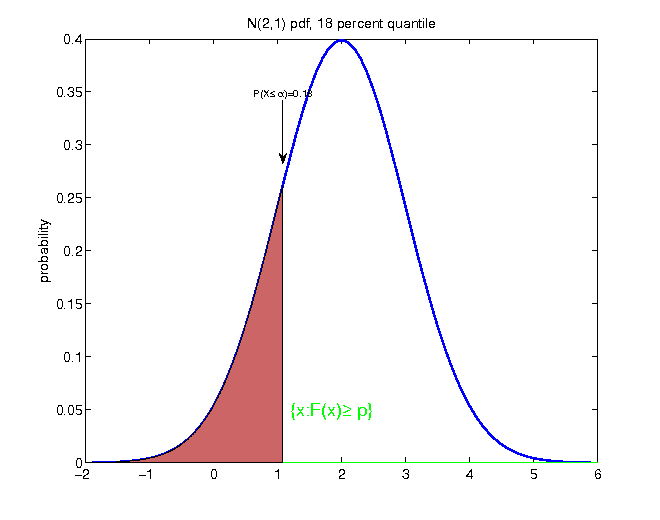 N(2,1) pdf, 18 percent quantile
0.4
0.35
P(X≤ α)=0.18
0.3
0.25
0.2
probability
0.15
0.1
0.05
{x:F(x)≥ p}
0
−2 −1 0 1 2 3 4 5 6